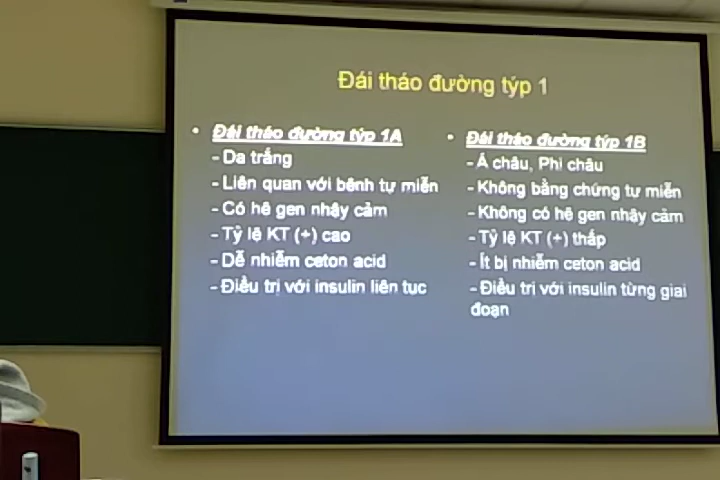 Đái tháo đường týp 1
• Đái tháo đường týp 1A
- Da trắng
- Liên quan với bệnh tự miễn
- Có hệ gen nhậy cảm
- Tỷ lệ KT (+) cao
- Dễ nhiễm ceton acid
- Điều trị với insulin liên tục
• Đái tháo đường týp 1B
- Á châu, Phi châu
- Không bằng chứng tự miễn
- Không có hệ gen nhậy cảm
- Tỷ lệ KT (+) thấp
- Ít bị nhiễm ceton acid
- Điều trị với insulin từng giai
đoạn